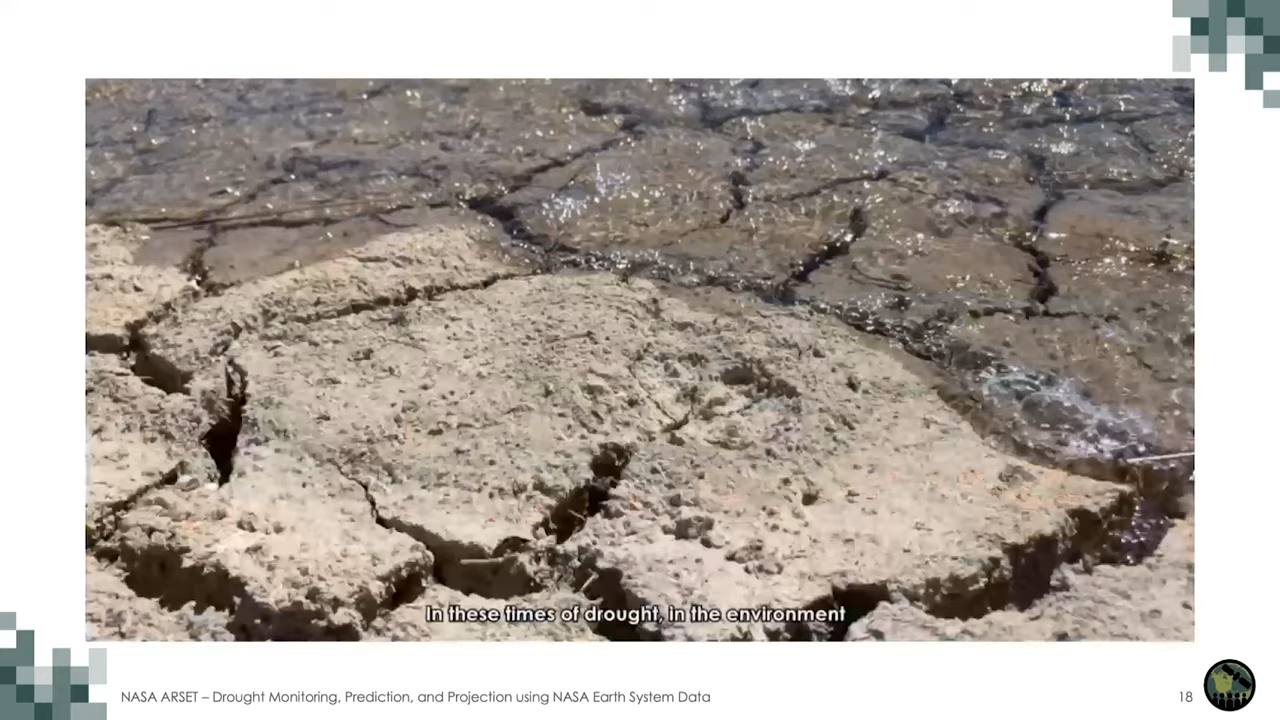 In these times of drought, in the environment
NASA ARSET – Drought Monitoring, Prediction, and Projection using NASA Earth System Data
18